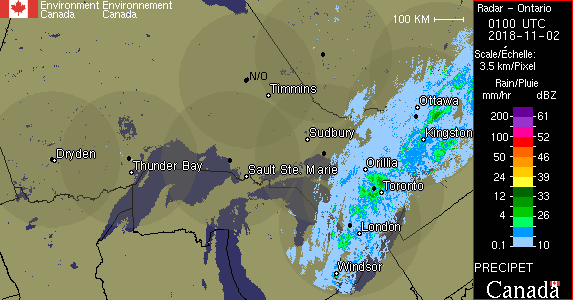 Environment Environnement
Canada Canada
100 KM
N/O
Timmins
Ottawa
Sudbury
Kingston
Dryden
Thunder Bay
Sault Ste. Marie
Orillia
Toronto
London
Windsor
Radar - Ontario
0100 UTC
2018-11-02
Scale/Échelle:
3.5 km/Pixel
Rain/Pluie
mm/hr dBZ
200 61
100 52
50 46
24 39
12 33
4 26
0.1 10
PRECIPET
Canada